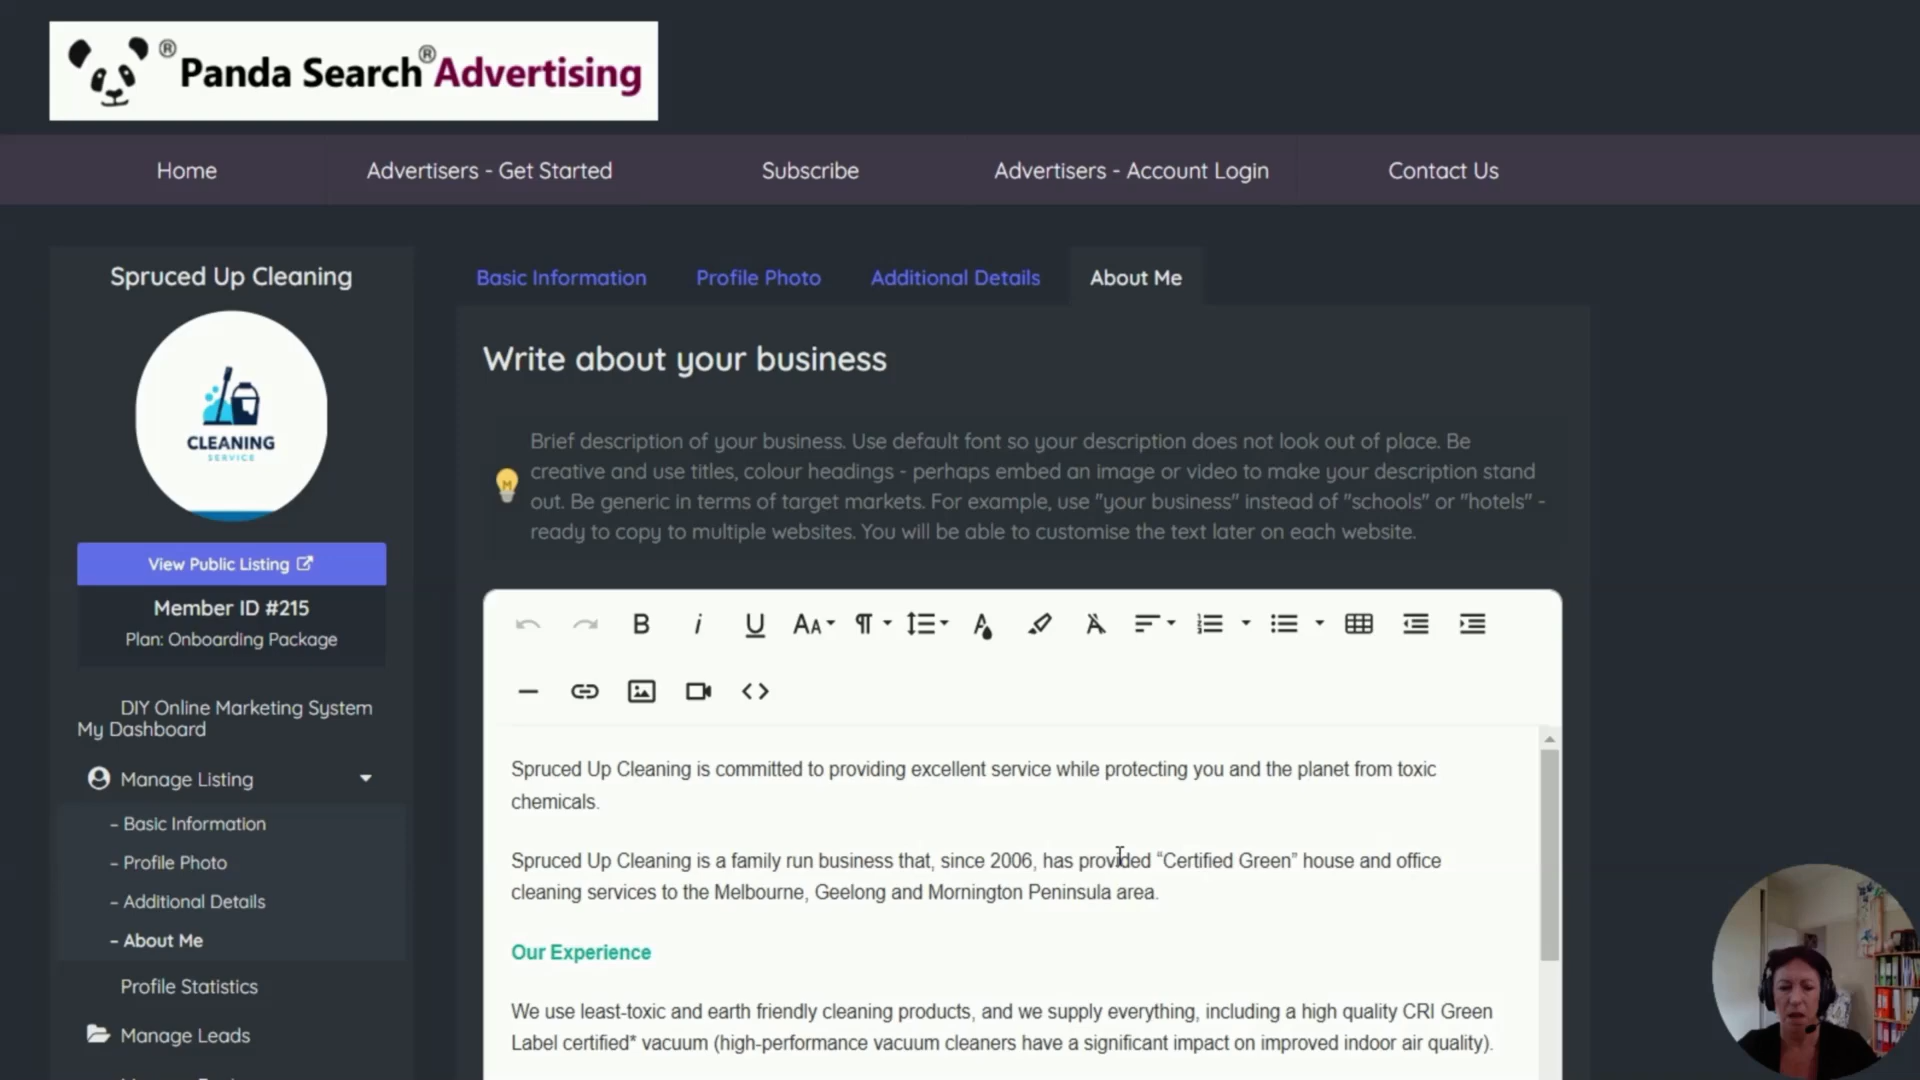 ® Panda Search® Advertising
Home
Advertisers - Get Started
Subscribe
Advertisers - Account Login
Contact Us
Spruced Up Cleaning
CLEANING
SERVICE
View Public Listing
Member ID #215
Plan: Onboarding Package
DIY Online Marketing System
My Dashboard
Manage Listing
– Basic Information
– Profile Photo
– Additional Details
– About Me
Profile Statistics
Manage Leads
Basic Information
Profile Photo
Additional Details
About Me
Write about your business
Brief description of your business. Use default font so your description does not look out of place. Be
creative and use titles, colour headings - perhaps embed an image or video to make your description stand
out. Be generic in terms of target markets. For example, use "your business" instead of "schools" or "hotels" -
ready to copy to multiple websites. You will be able to customise the text later on each website.
Spruced Up Cleaning is committed to providing excellent service while protecting you and the planet from toxic
chemicals.
Spruced Up Cleaning is a family run business that, since 2006, has provided “Certified Green” house and office
cleaning services to the Melbourne, Geelong and Mornington Peninsula area.
Our Experience
We use least-toxic and earth friendly cleaning products, and we supply everything, including a high quality CRI Green
Label certified* vacuum (high-performance vacuum cleaners have a significant impact on improved indoor air quality).